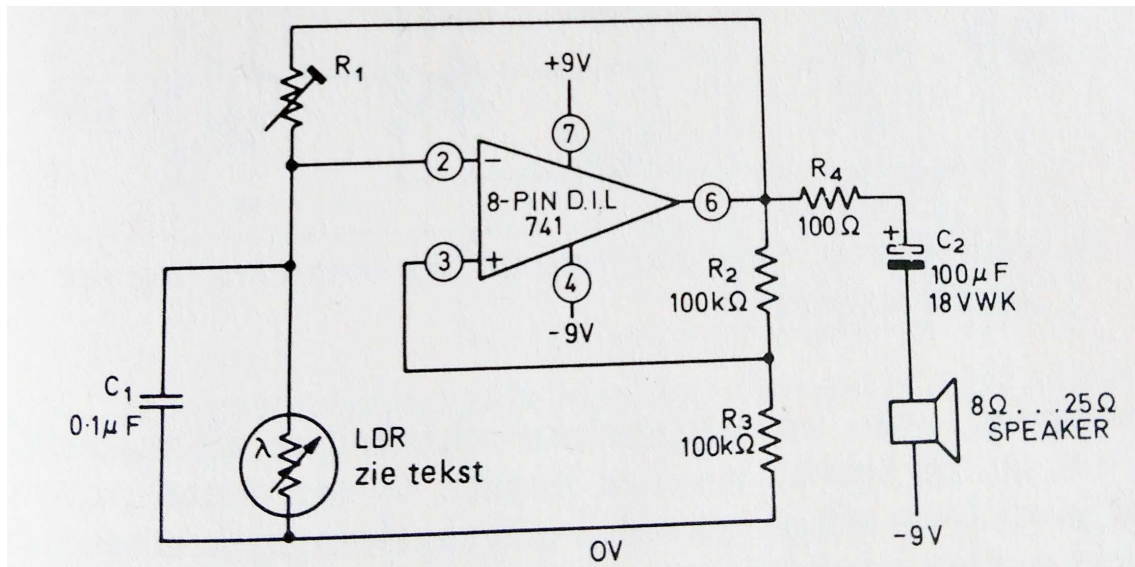 R1
+9V
7
2
−
8-PIN D.I.L
741
6
3
+
4
-9V
R4
100Ω
+
C2
100μF
18VWK
R2
100kΩ
C1
0·1μF
λ
LDR
zie tekst
R3
100kΩ
8Ω...25Ω
SPEAKER
-9V
0V